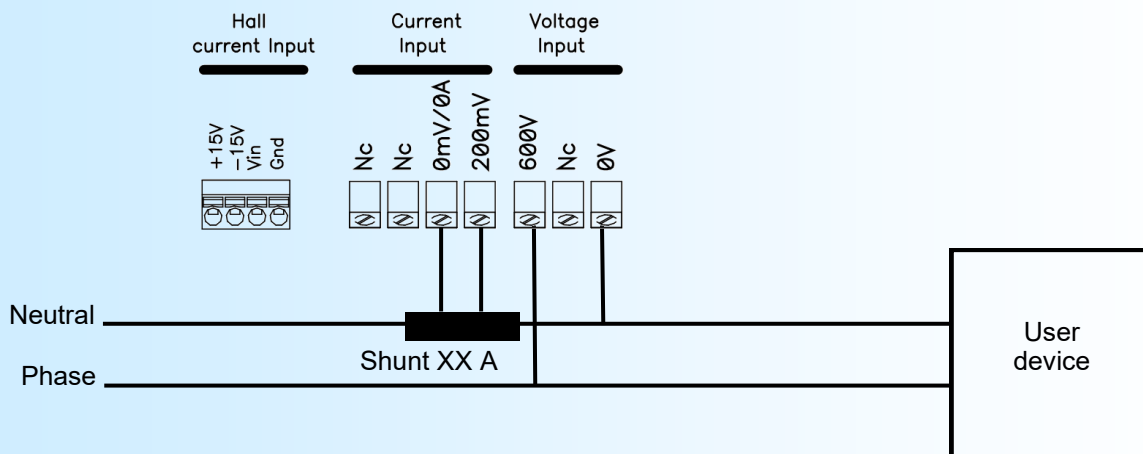 Hall
current Input
Current
Input
Voltage
Input
+15V
-15V
Vin
Gnd
Nc
Nc
0mV/0A
200mV
600V
Nc
0V
Neutral
Shunt XX A
Phase
User
device